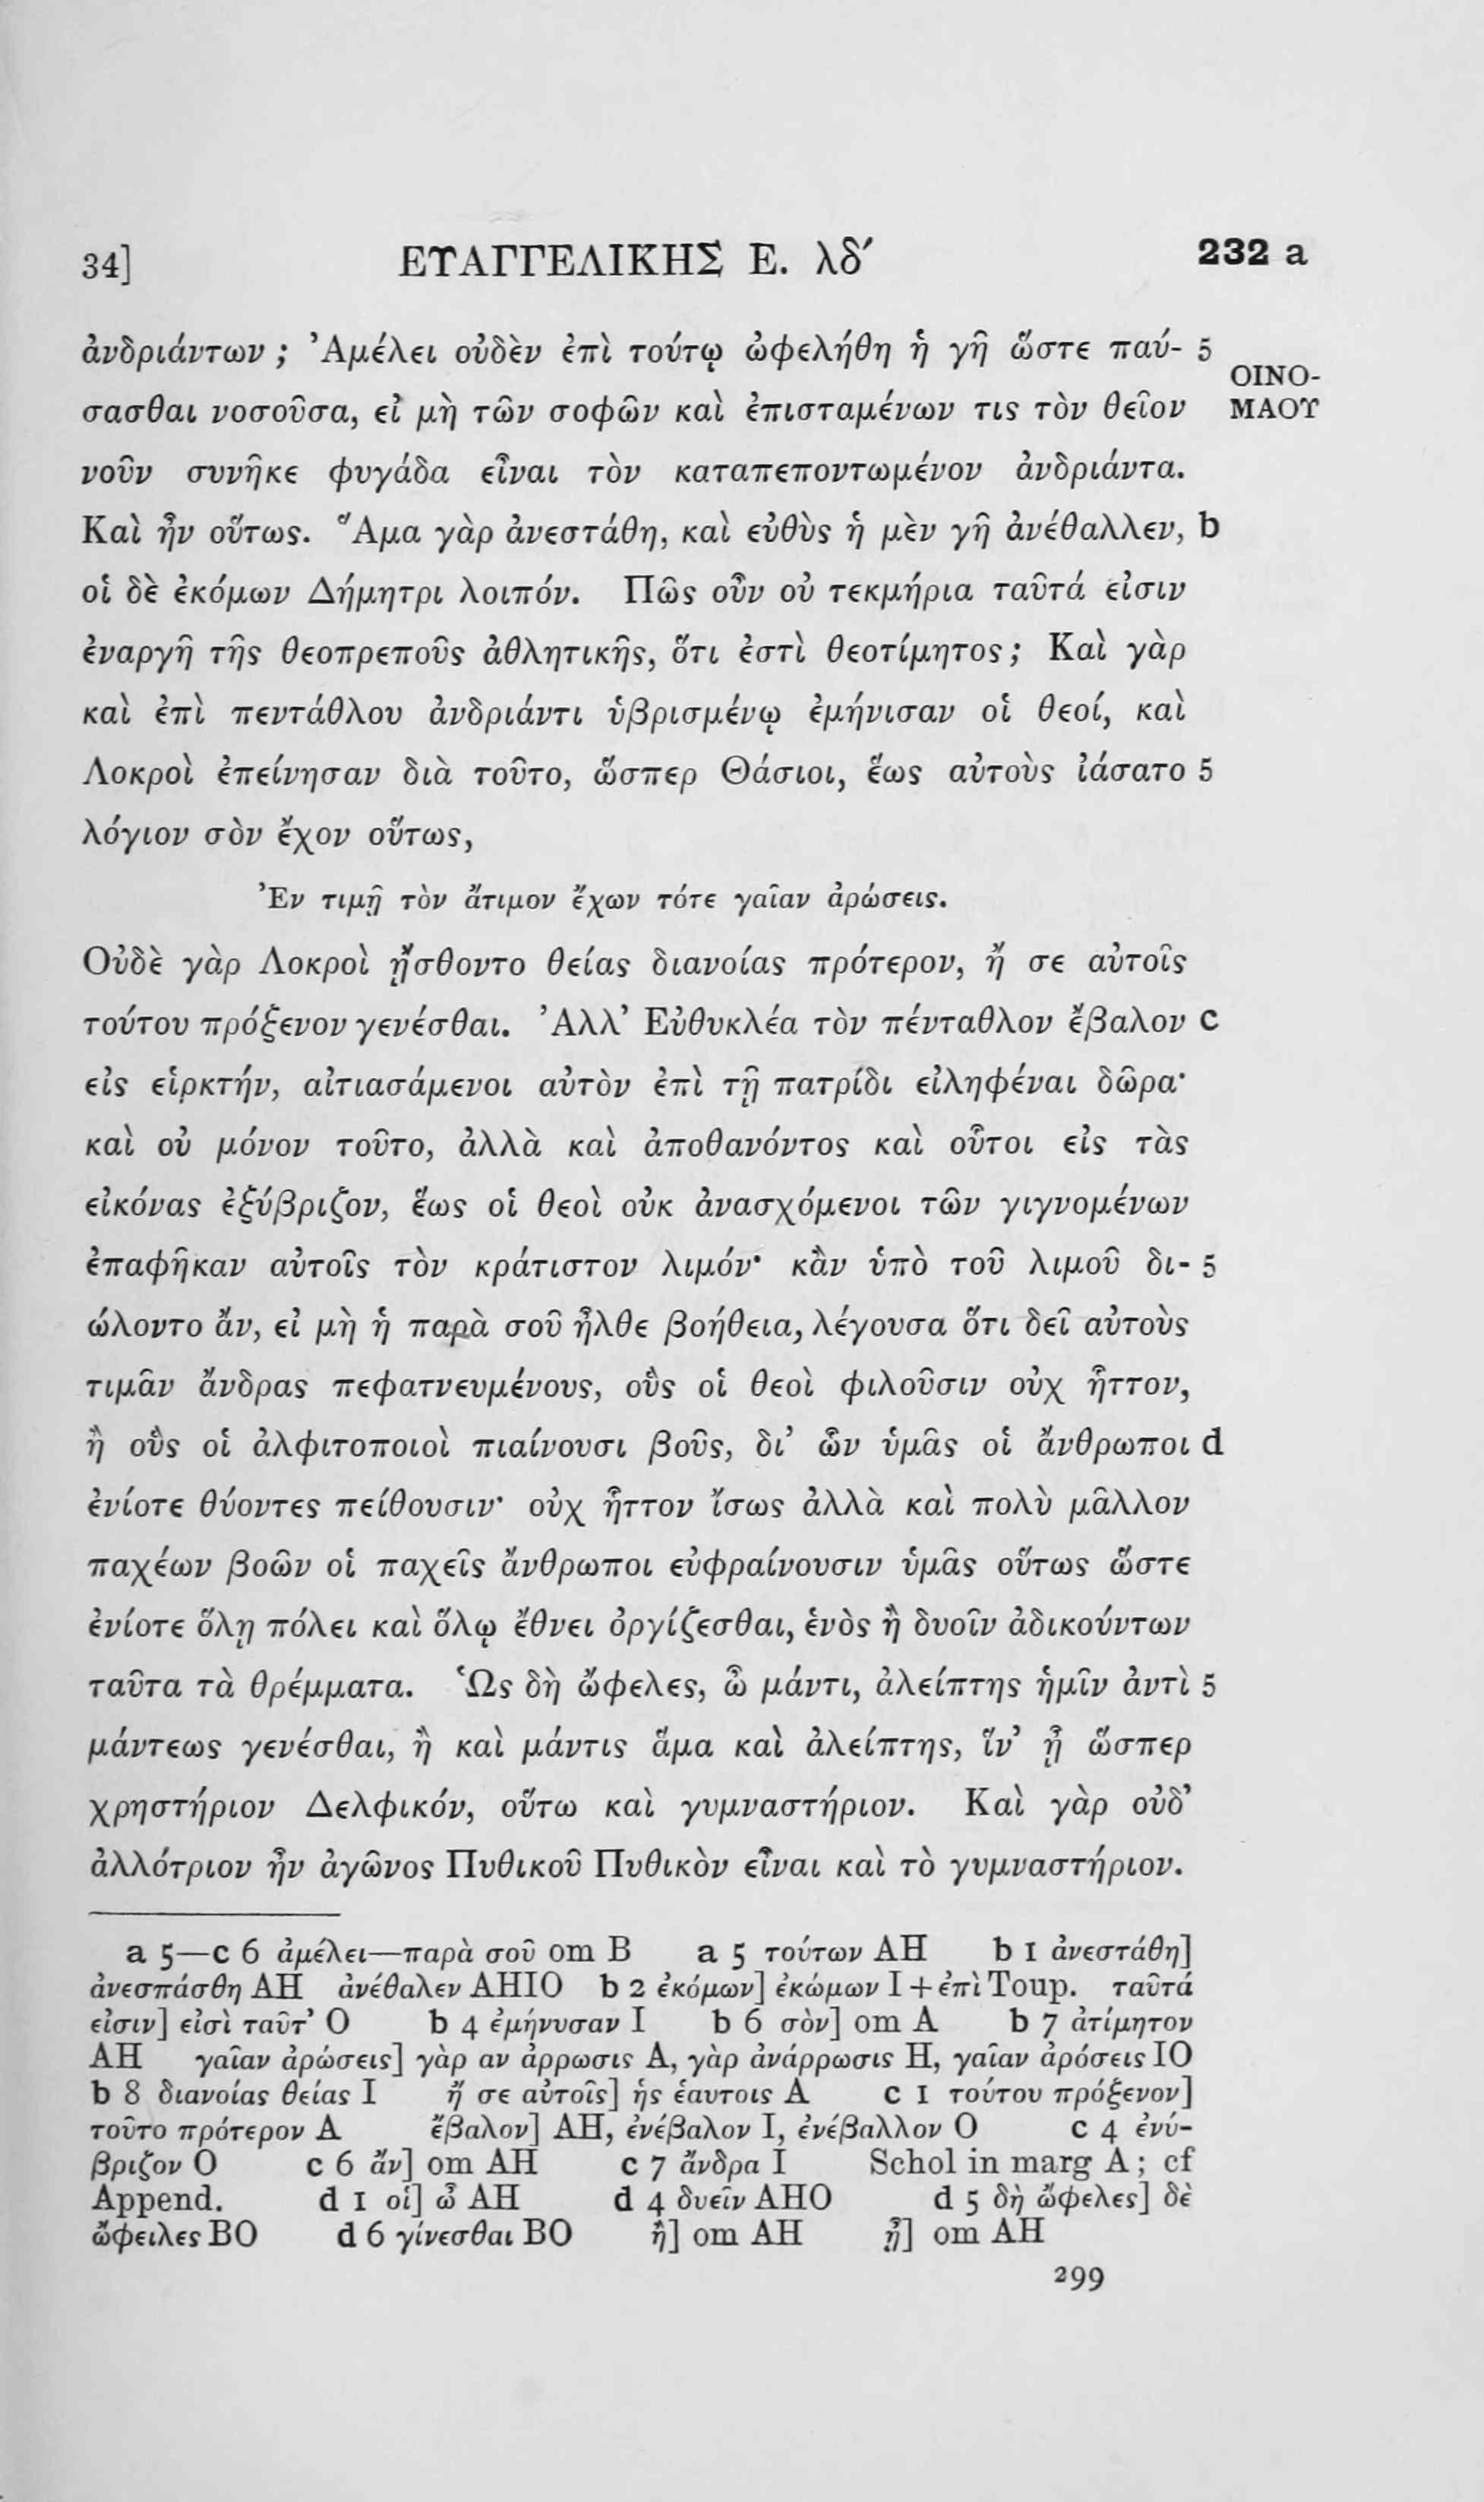 34] ΕΥΑΓΓΕΛΙΚΗΣ Ε. λδ′ 232 a
ἀνδριάντων ; Ἀμέλει οὐδὲν ἐπὶ τούτῳ ὠφελήθη ἡ γῆ ὥστε παύ- 5
ΟΙΝΟ-
σασθαι νοσοῦσα, εἰ μὴ τῶν σοφῶν καὶ ἐπισταμένων τις τὸν θεῖον ΜΑΟΥ
νοῦν συνῆκε φυγάδα εἶναι τὸν καταπεποντωμένον ἀνδριάντα.
Καὶ ἦν οὕτως. Ἅμα γὰρ ἀνεστάθη, καὶ εὐθὺς ἡ μὲν γῆ ἀνέθαλλεν, b
οἱ δὲ ἐκόμων Δήμητρι λοιπόν. Πῶς οὖν οὐ τεκμήρια ταῦτά εἰσιν
ἐναργῆ τῆς θεοπρεποῦς ἀθλητικῆς, ὅτι ἐστὶ θεοτίμητος ; Καὶ γὰρ
καὶ ἐπὶ πεντάθλου ἀνδριάντι ὑβρισμένῳ ἐμήνισαν οἱ θεοί, καὶ
Λοκροὶ ἐπείνησαν διὰ τοῦτο, ὥσπερ Θάσιοι, ἕως αὐτοὺς ἰάσατο 5
λόγιον σὸν ἔχον οὕτως,
Ἐν τιμῇ τὸν ἄτιμον ἔχων τότε γαῖαν ἀρώσεις.
Οὐδὲ γὰρ Λοκροὶ ᾔσθοντο θείας διανοίας πρότερον, ἤ σε αὐτοῖς
τούτου πρόξενον γενέσθαι. Ἀλλ’ Εὐθυκλέα τὸν πένταθλον ἔβαλον c
εἰς εἱρκτήν, αἰτιασάμενοι αὐτὸν ἐπὶ τῇ πατρίδι εἰληφέναι δῶρα·
καὶ οὐ μόνον τοῦτο, ἀλλὰ καὶ ἀποθανόντος καὶ οὗτοι εἰς τὰς
εἰκόνας ἐξύβριζον, ἕως οἱ θεοὶ οὐκ ἀνασχόμενοι τῶν γιγνομένων
ἐπαφῆκαν αὐτοῖς τὸν κράτιστον λιμόν· κἂν ὑπὸ τοῦ λιμοῦ δι- 5
ώλοντο ἄν, εἰ μὴ ἡ παρὰ σοῦ ἦλθε βοήθεια, λέγουσα ὅτι δεῖ αὐτοὺς
τιμᾶν ἄνδρας πεφατνευμένους, οὓς οἱ θεοὶ φιλοῦσιν οὐχ ἧττον,
ἢ οὓς οἱ ἀλφιτοποιοὶ πιαίνουσι βοῦς, δι’ ὧν ὑμᾶς οἱ ἄνθρωποι d
ἐνίοτε θύοντες πείθουσιν· οὐχ ἧττον ἴσως ἀλλὰ καὶ πολὺ μᾶλλον
παχέων βοῶν οἱ παχεῖς ἄνθρωποι εὐφραίνουσιν ὑμᾶς οὕτως ὥστε
ἐνίοτε ὅλῃ πόλει καὶ ὅλῳ ἔθνει ὀργίζεσθαι, ἑνὸς ἢ δυοῖν ἀδικούντων
ταῦτα τὰ θρέμματα. Ὡς δὴ ὤφελες, ὦ μάντι, ἀλείπτης ἡμῖν ἀντὶ 5
μάντεως γενέσθαι, ἢ καὶ μάντις ἅμα καὶ ἀλείπτης, ἵν’ ᾖ ὥσπερ
χρηστήριον Δελφικόν, οὕτω καὶ γυμναστήριον. Καὶ γὰρ οὐδ’
ἀλλότριον ἦν ἀγῶνος Πυθικοῦ Πυθικὸν εἶναι καὶ τὸ γυμναστήριον.
a 5—c 6 ἀμέλει—παρὰ σοῦ om B a 5 τούτων AH b 1 ἀνεστάθη]
ἀνεσπάσθη AH ἀνέθαλεν AHIO b 2 ἐκόμων] ἐκώμων I + ἐπὶ Toup. ταῦτά
εἰσιν] εἰσὶ ταῦτ’ O b 4 ἐμήνυσαν I b 6 σὸν] om A b 7 ἀτίμητον
AH γαῖαν ἀρώσεις] γὰρ αν ἀρρωσις A, γὰρ ἀνάρρωσις H, γαῖαν ἀρόσεις IO
b 8 διανοίας θείας I ἤ σε αὐτοῖς] ἡς ἑαυτοις A c 1 τούτου πρόξενον]
τοῦτο πρότερον A ἔβαλον] AH, ἐνέβαλον I, ἐνέβαλλον O c 4 ἐνύ-
βριζον O c 6 ἄν] om AH c 7 ἄνδρα I Schol in marg A ; cf
Append. d 1 οἱ] ὦ AH d 4 δυεῖν AHO d 5 δὴ ὤφελες] δὲ
ὤφειλες BO d 6 γίνεσθαι BO ἢ] om AH ᾖ] om AH
299